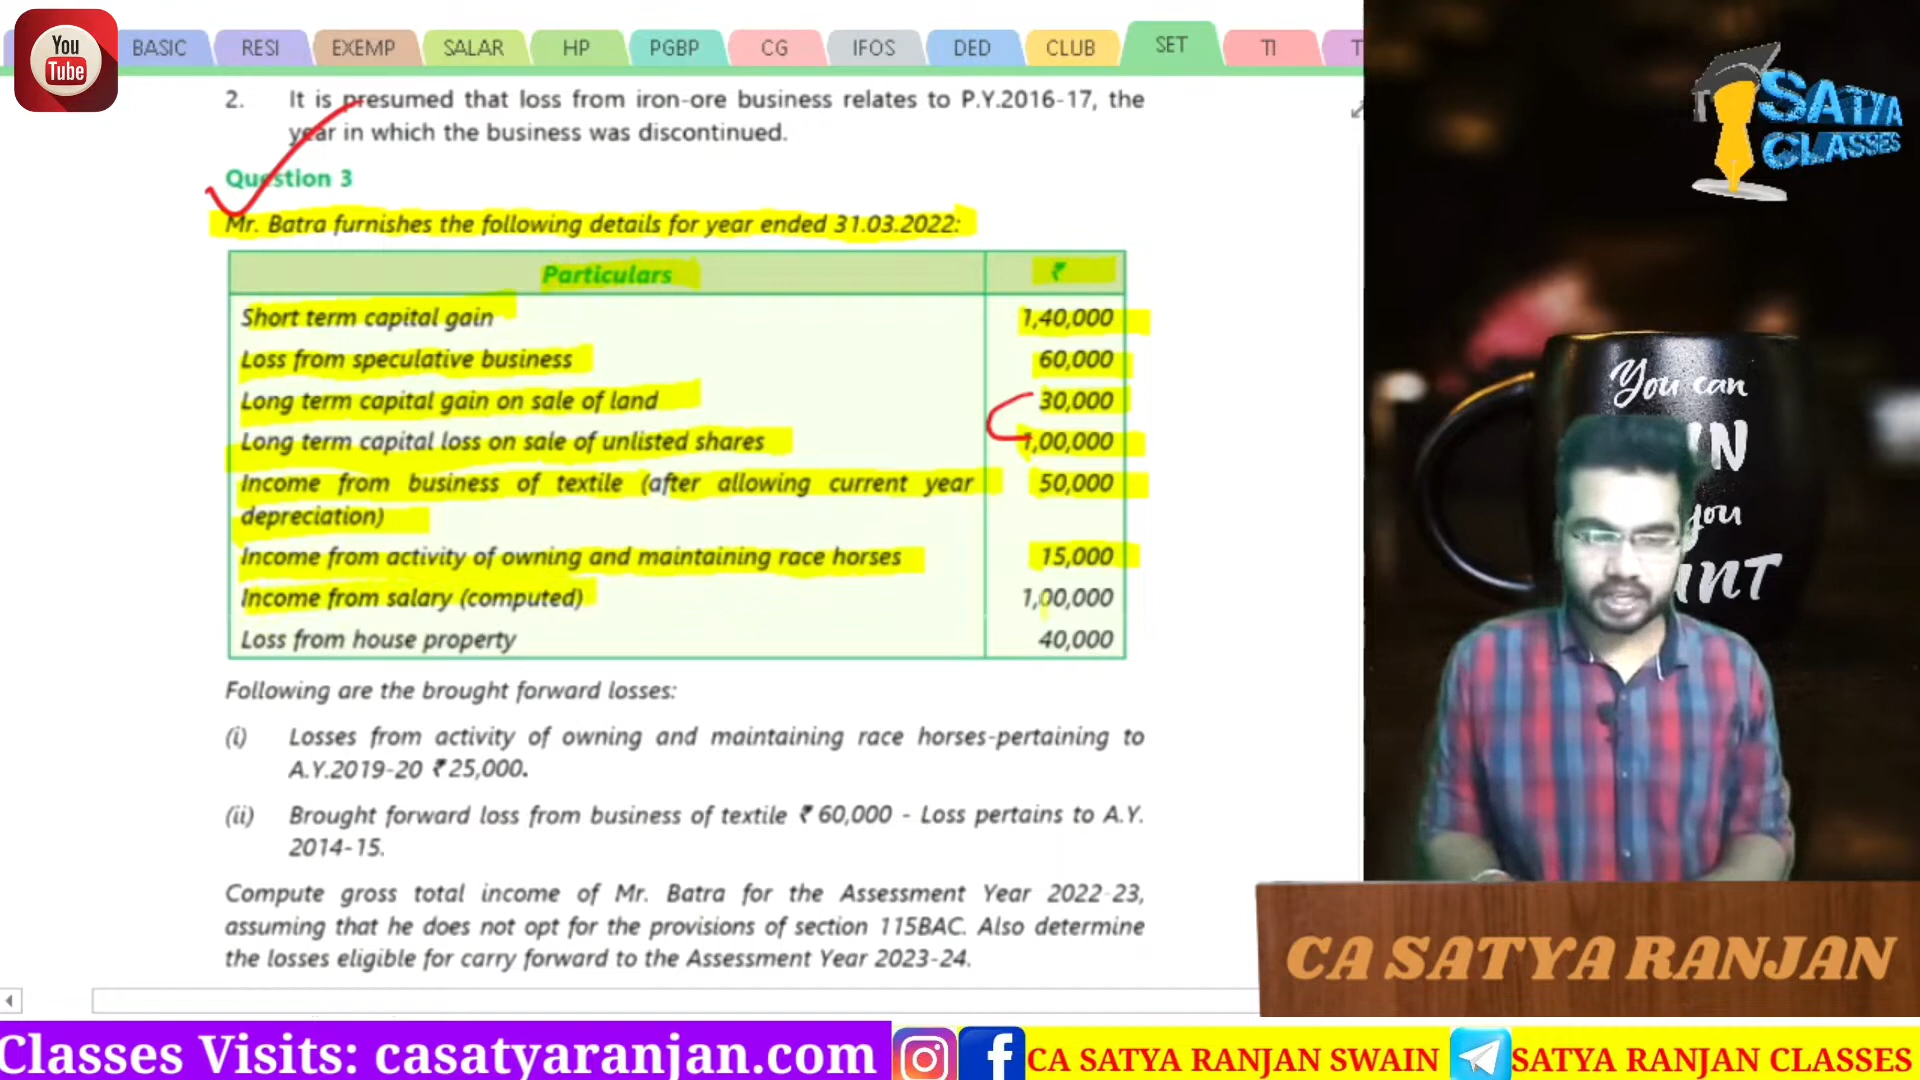 You
Tube
BASIC RESI EXEMP SALAR HP PGBP CG IFOS DED CLUB SET TI T
2. It is presumed that loss from iron-ore business relates to P.Y.2016-17, the
year in which the business was discontinued.
Question 3
Mr. Batra furnishes the following details for year ended 31.03.2022:
Particulars ₹
Short term capital gain 1,40,000
Loss from speculative business 60,000
Long term capital gain on sale of land 30,000
Long term capital loss on sale of unlisted shares 1,00,000
Income from business of textile (after allowing current year 50,000
depreciation)
Income from activity of owning and maintaining race horses 15,000
Income from salary (computed) 1,00,000
Loss from house property 40,000
Following are the brought forward losses:
(i) Losses from activity of owning and maintaining race horses-pertaining to
A.Y.2019-20 ₹ 25,000.
(ii) Brought forward loss from business of textile ₹ 60,000 - Loss pertains to A.Y.
2014-15.
Compute gross total income of Mr. Batra for the Assessment Year 2022-23,
assuming that he does not opt for the provisions of section 115BAC. Also determine
the losses eligible for carry forward to the Assessment Year 2023-24.
SATYA
CLASSES
You can
you
CA SATYA RANJAN
Classes Visits: casatyaranjan.com
CA SATYA RANJAN SWAIN
SATYA RANJAN CLASSES